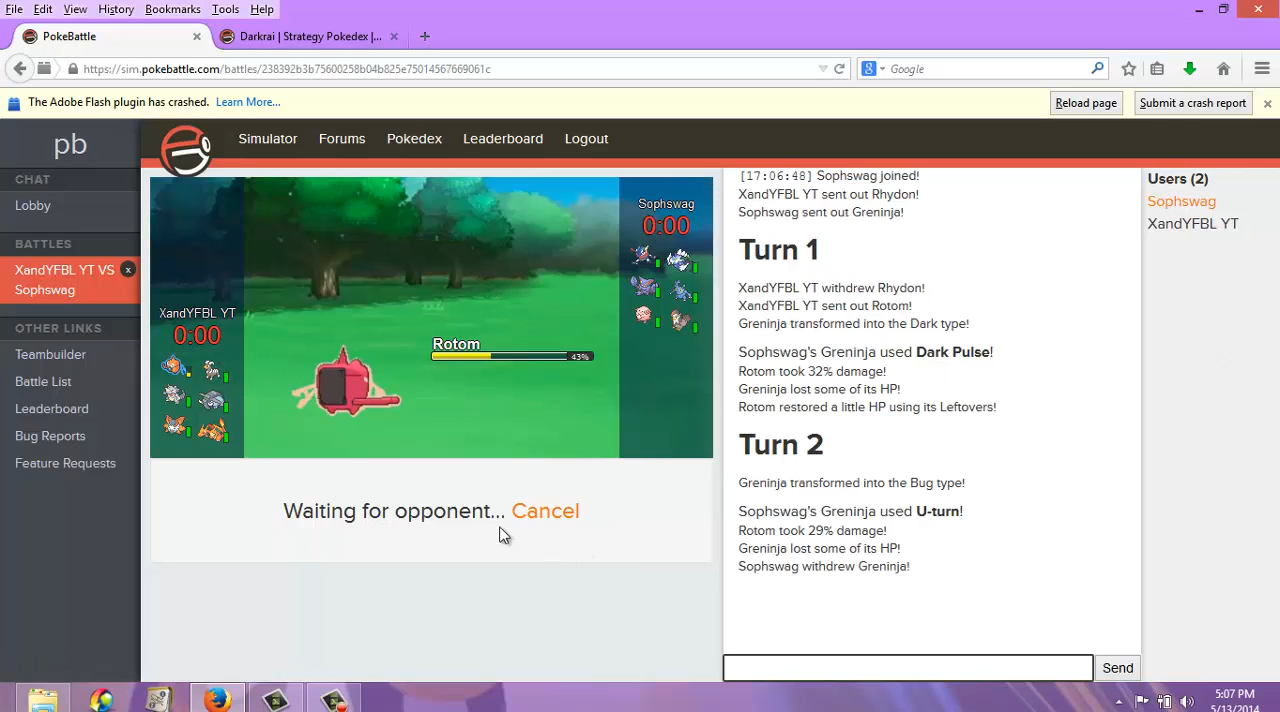 File Edit View History Bookmarks Tools Help
PokeBattle
Darkrai | Strategy Pokedex |...
https://sim.pokebattle.com/battles/238392b3b75600258b04b825e75014567669061c
Google
The Adobe Flash plugin has crashed. Learn More...
Reload page
Submit a crash report
pb
Simulator Forums Pokedex Leaderboard Logout
CHAT
Lobby
BATTLES
XandYFBL YT VS
Sophswag
OTHER LINKS
Teambuilder
Battle List
Leaderboard
Bug Reports
Feature Requests
XandYFBL YT
0:00
Rotom
43%
Sophswag
0:00
Waiting for opponent... Cancel
[17:06:48] Sophswag joined!
XandYFBL YT sent out Rhydon!
Sophswag sent out Greninja!
Turn 1
XandYFBL YT withdrew Rhydon!
XandYFBL YT sent out Rotom!
Greninja transformed into the Dark type!
Sophswag's Greninja used Dark Pulse!
Rotom took 32% damage!
Greninja lost some of its HP!
Rotom restored a little HP using its Leftovers!
Turn 2
Greninja transformed into the Bug type!
Sophswag's Greninja used U-turn!
Rotom took 29% damage!
Greninja lost some of its HP!
Sophswag withdrew Greninja!
Send
Users (2)
Sophswag
XandYFBL YT
5:07 PM
5/13/2014